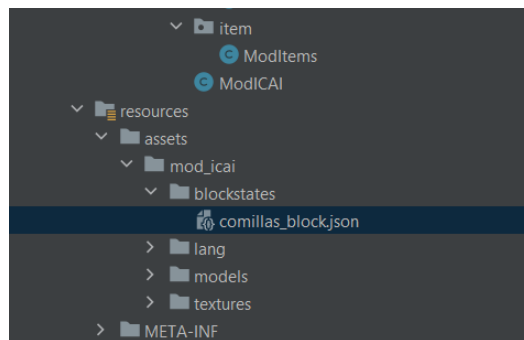 item
ModItems
ModICAI
resources
assets
mod_icai
blockstates
comillas_block.json
lang
models
textures
META-INF